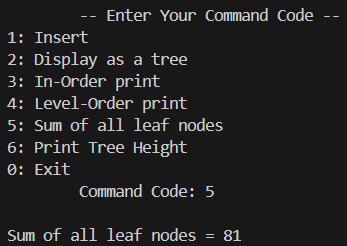 -- Enter Your Command Code --
1: Insert
2: Display as a tree
3: In-Order print
4: Level-Order print
5: Sum of all leaf nodes
6: Print Tree Height
0: Exit
Command Code: 5
Sum of all leaf nodes = 81